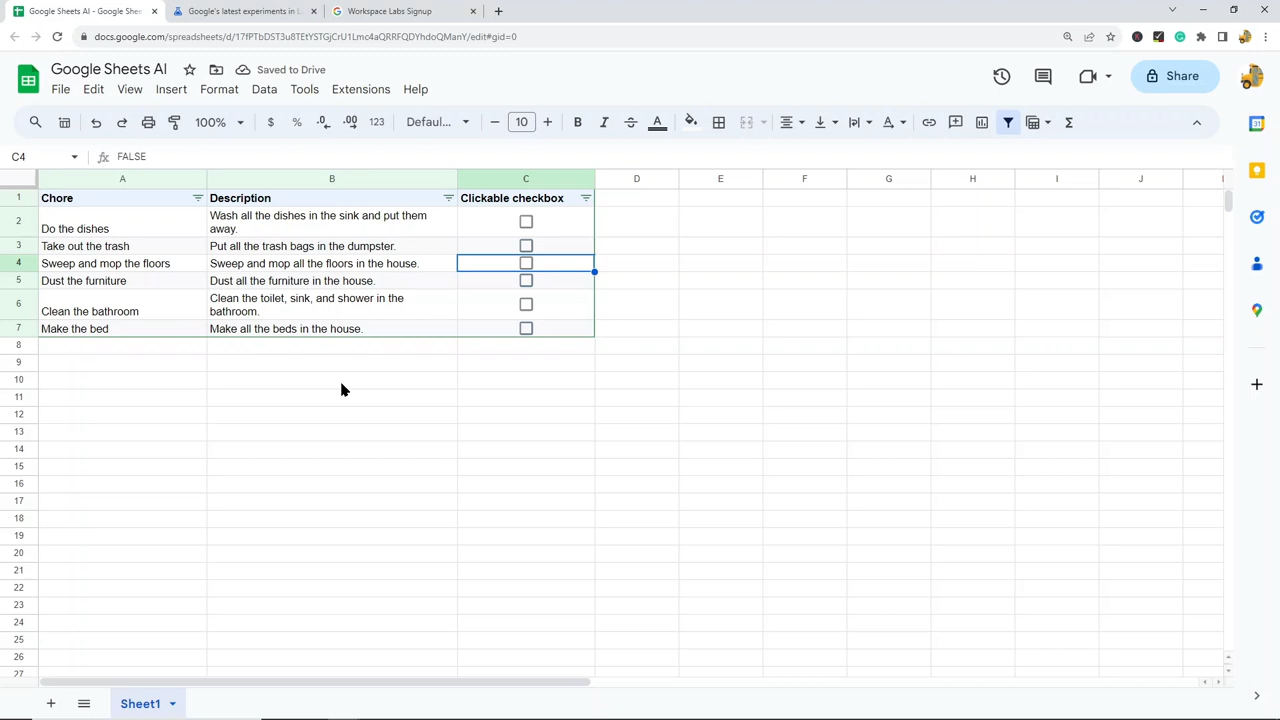 Google Sheets AI - Google Shee
Google's latest experiments in L
Workspace Labs Signup
docs.google.com/spreadsheets/d/17fPTbDST3u8TEtYSTGjCrU1Lmc4aQRRFQDYhdoQManY/edit#gid=0
Google Sheets AI
Saved to Drive
Share
File Edit View Insert Format Data Tools Extensions Help
100% $ % .0 .00 123 Defaul... 10 B I A
C4 FALSE
A B C D E F G H I J
1 Chore Description Clickable checkbox
2 Do the dishes Wash all the dishes in the sink and put them
away.
3 Take out the trash Put all the trash bags in the dumpster.
4 Sweep and mop the floors Sweep and mop all the floors in the house.
5 Dust the furniture Dust all the furniture in the house.
6 Clean the bathroom Clean the toilet, sink, and shower in the
bathroom.
7 Make the bed Make all the beds in the house.
8
9
10
11
12
13
14
15
16
17
18
19
20
21
22
23
24
25
26
27
Sheet1